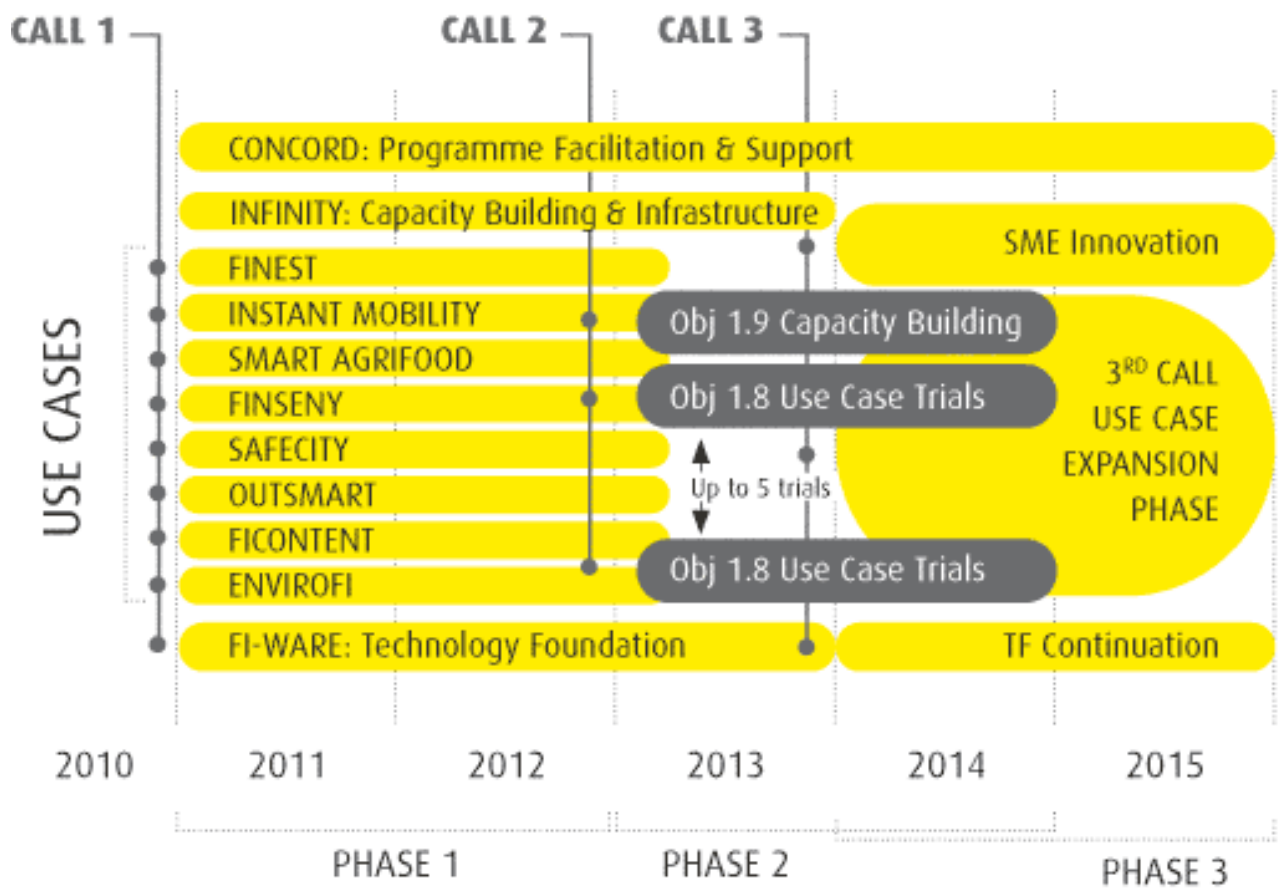 CALL 1
CALL 2
CALL 3
CONCORD: Programme Facilitation & Support
INFINITY: Capacity Building & Infrastructure
SME Innovation
USE CASES
FINEST
INSTANT MOBILITY
SMART AGRIFOOD
FINSENY
SAFECITY
OUTSMART
FICONTENT
ENVIROFI
Obj 1.9 Capacity Building
Obj 1.8 Use Case Trials
Up to 5 trials
Obj 1.8 Use Case Trials
3RD CALL
USE CASE
EXPANSION
PHASE
FI-WARE: Technology Foundation
TF Continuation
2010
2011
2012
2013
2014
2015
PHASE 1
PHASE 2
PHASE 3